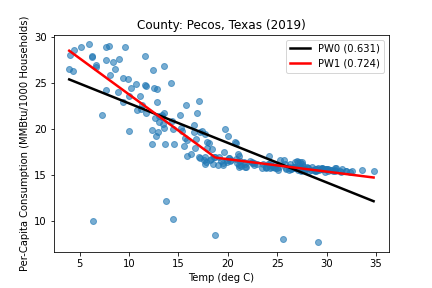 County: Pecos, Texas (2019)
Per-Capita Consumption (MMBtu/1000 Households)
30
25
20
15
10
PW0 (0.631)
PW1 (0.724)
5 10 15 20 25 30 35
Temp (deg C)